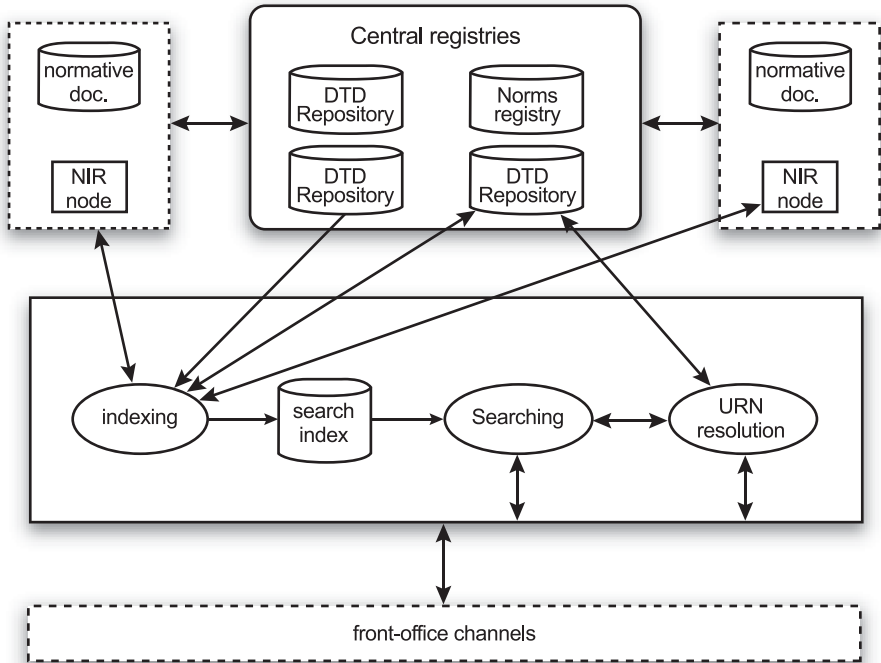 Central registries
normative
doc.
NIR
node
DTD
Repository
Norms
registry
DTD
Repository
DTD
Repository
normative
doc.
NIR
node
indexing
search
index
Searching
URN
resolution
front-office channels